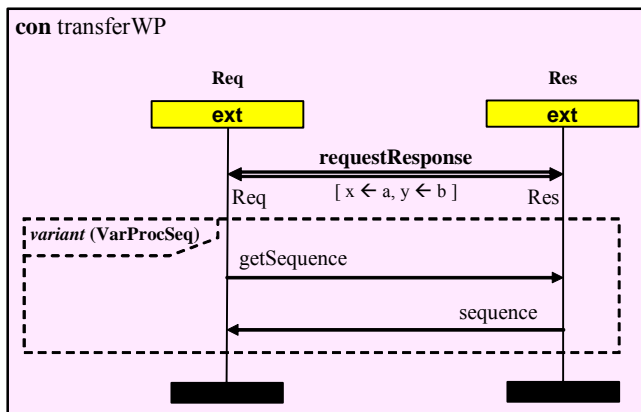 con transferWP
Req Res
ext ext
requestResponse
[ x ← a, y ← b ]
Req Res
variant (VarProcSeq)
getSequence
sequence